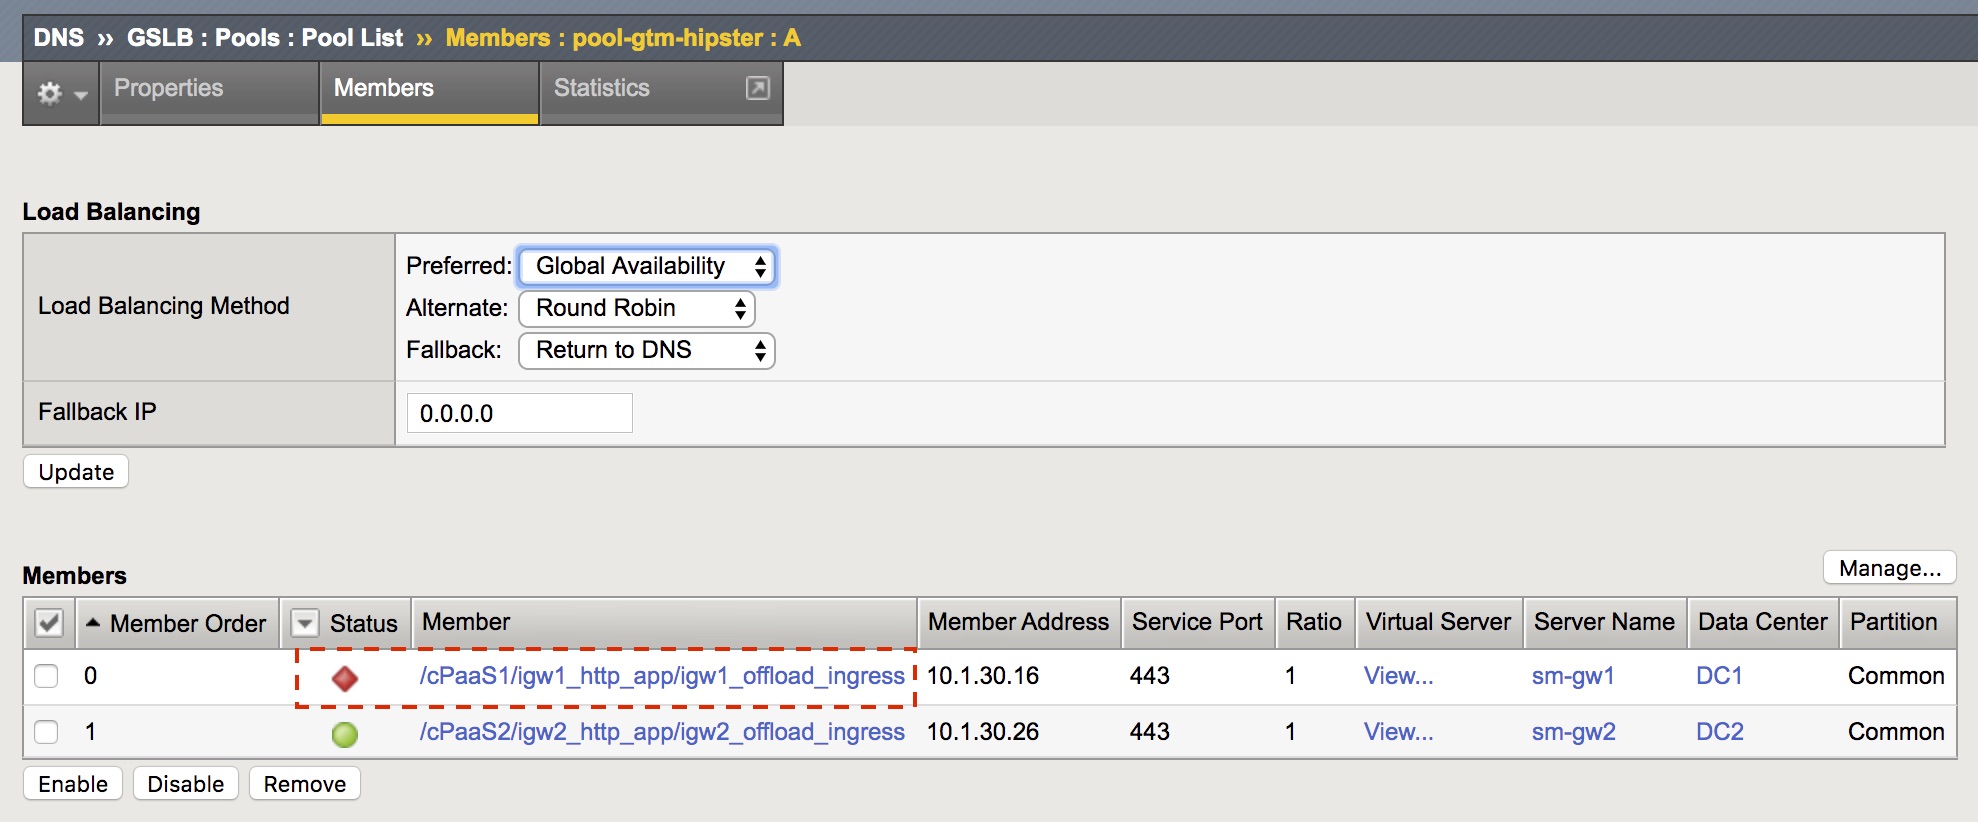 DNS ›› GSLB : Pools : Pool List ›› Members : pool-gtm-hipster : A
Properties Members Statistics
Load Balancing
Load Balancing Method
Preferred: Global Availability
Alternate: Round Robin
Fallback: Return to DNS
Fallback IP 0.0.0.0
Update
Members Manage...
Member Order Status Member Member Address Service Port Ratio Virtual Server Server Name Data Center Partition
0 /cPaaS1/igw1_http_app/igw1_offload_ingress 10.1.30.16 443 1 View... sm-gw1 DC1 Common
1 /cPaaS2/igw2_http_app/igw2_offload_ingress 10.1.30.26 443 1 View... sm-gw2 DC2 Common
Enable Disable Remove